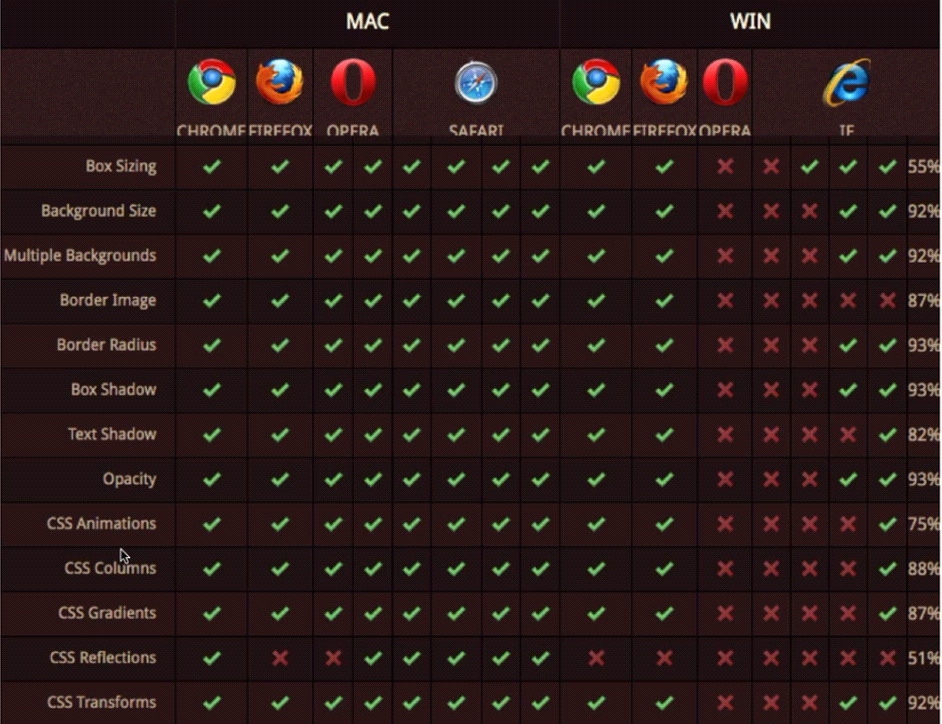 MAC WIN
CHROME FIREFOX OPERA SAFARI CHROME FIREFOX OPERA IE
Box Sizing 55%
Background Size 92%
Multiple Backgrounds 92%
Border Image 87%
Border Radius 93%
Box Shadow 93%
Text Shadow 82%
Opacity 93%
CSS Animations 75%
CSS Columns 88%
CSS Gradients 87%
CSS Reflections 51%
CSS Transforms 92%